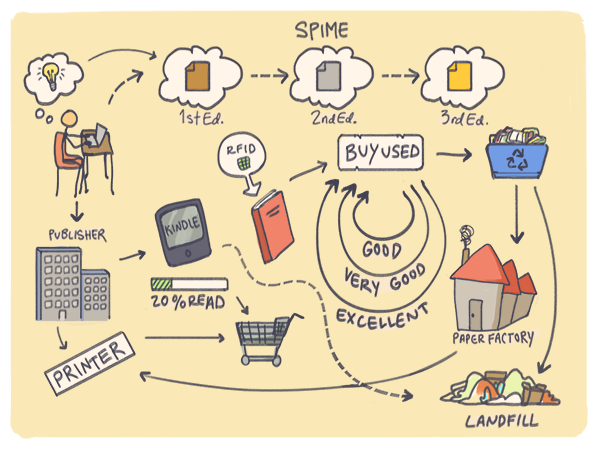 SPIME
1st Ed.
2nd Ed.
3rd Ed.
RFID
BUY USED
PUBLISHER
KINDLE
GOOD
VERY GOOD
EXCELLENT
20% READ
PRINTER
PAPER FACTORY
LANDFILL